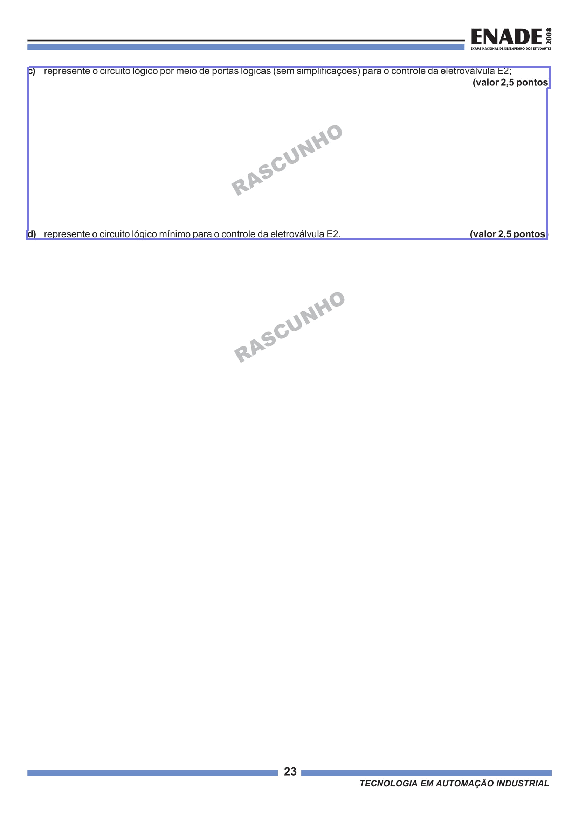 ENADE 2008
EXAME NACIONAL DE DESEMPENHO DOS ESTUDANTES
c) represente o circuito lógico por meio de portas lógicas (sem simplificações) para o controle da eletroválvula E2;
(valor 2,5 pontos
RASCUNHO
d) represente o circuito lógico mínimo para o controle da eletroválvula E2. (valor 2,5 pontos
RASCUNHO
23
TECNOLOGIA EM AUTOMAÇÃO INDUSTRIAL